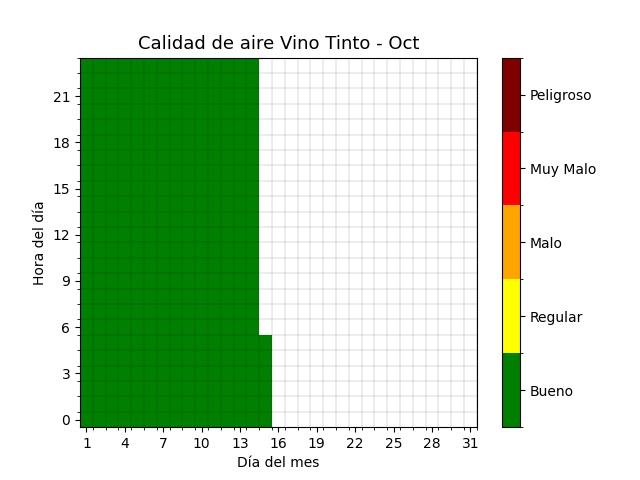 Calidad de aire Vino Tinto - Oct
21
18
15
12
9
6
3
0
Hora del día
1 4 7 10 13 16 19 22 25 28 31
Día del mes
Peligroso
Muy Malo
Malo
Regular
Bueno